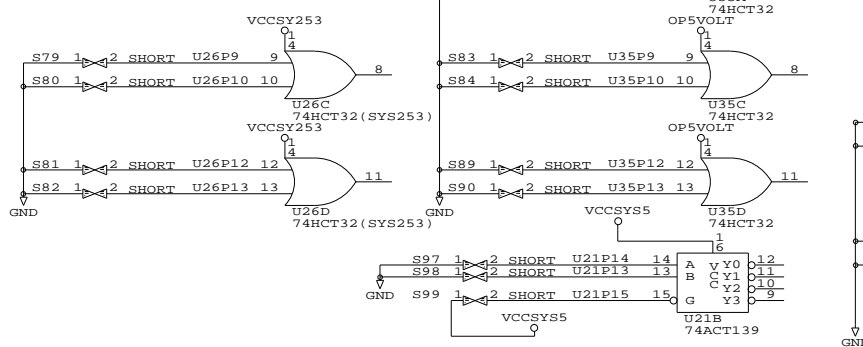 74HCT32
VCCSY253
1
4
S79 1 2 SHORT U26P9 9
S80 1 2 SHORT U26P10 10
8
U26C
74HCT32(SYS253)
OP5VOLT
1
4
S83 1 2 SHORT U35P9 9
S84 1 2 SHORT U35P10 10
8
U35C
74HCT32
VCCSY253
1
4
S81 1 2 SHORT U26P12 12
S82 1 2 SHORT U26P13 13
11
GND
U26D
74HCT32(SYS253)
OP5VOLT
1
4
S89 1 2 SHORT U35P12 12
S90 1 2 SHORT U35P13 13
11
GND
U35D
74HCT32
VCCSYS5
1
6
S97 1 2 SHORT U21P14 14 A VCC Y0 12
S98 1 2 SHORT U21P13 13 B Y1 11
Y2 10
GND
S99 1 2 SHORT U21P15 15 G Y3 9
VCCSYS5
U21B
74ACT139
GND